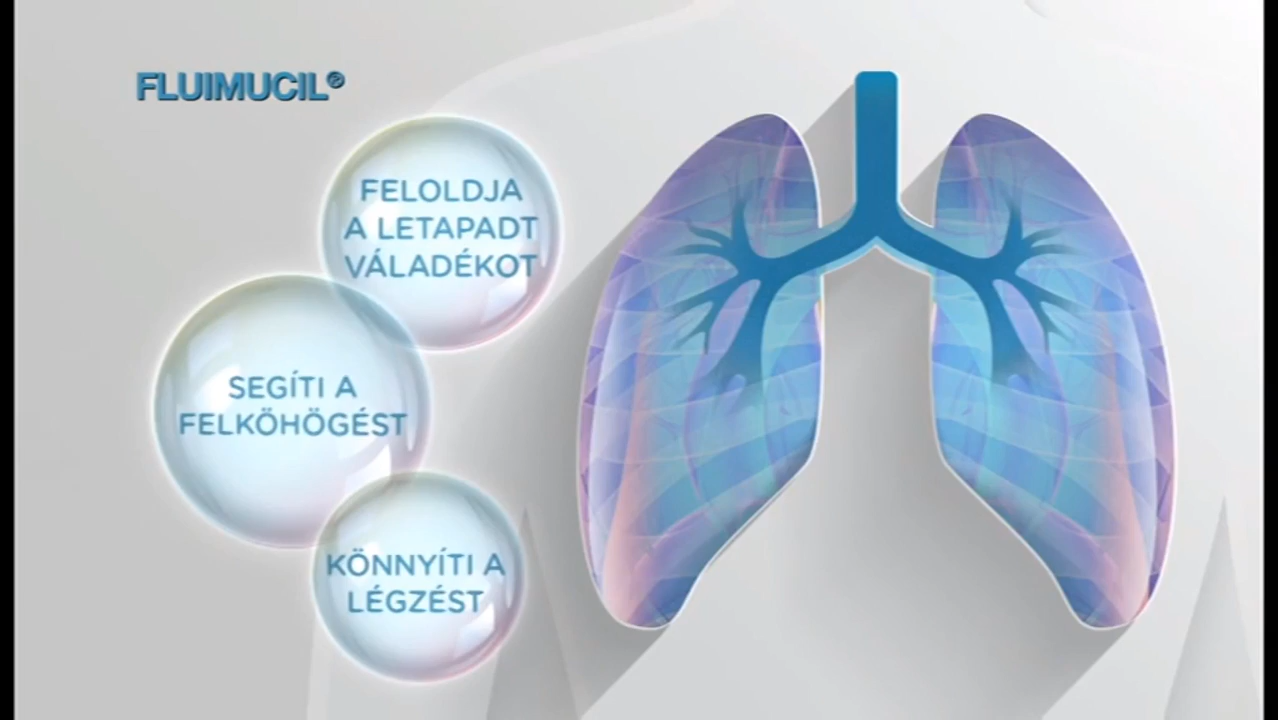 FLUIMUCIL®
FELOLDJA
A LETAPADT
VÁLADÉKOT
SEGÍTI A
FELKÖHÖGÉST
KÖNNYÍTI A
LÉGZÉST